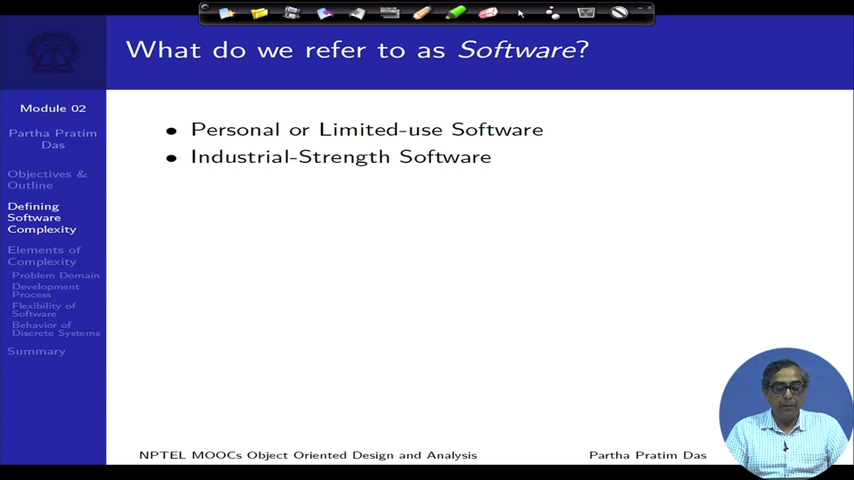 What do we refer to as Software?
Module 02
Partha Pratim
Das
Objectives &
Outline
Defining
Software
Complexity
Elements of
Complexity
Problem Domain
Development
Process
Flexibility of
Software
Behavior of
Discrete Systems
Summary
• Personal or Limited-use Software
• Industrial-Strength Software
NPTEL MOOCs Object Oriented Design and Analysis
Partha Pratim Das